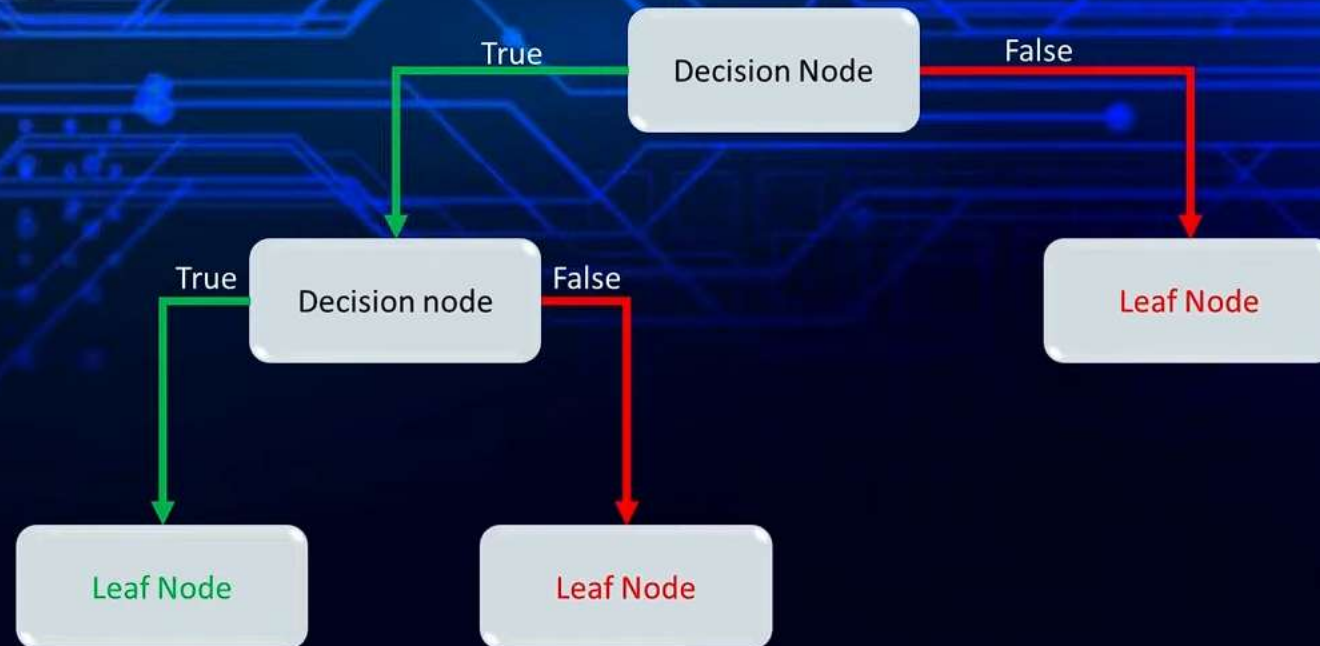 True
Decision Node
False
True
Decision node
False
Leaf Node
Leaf Node
Leaf Node